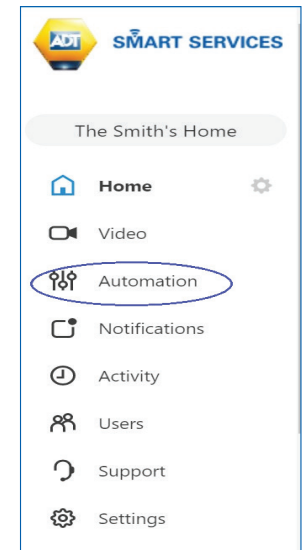 ADT SMART SERVICES
The Smith's Home
Home
Video
Automation
Notifications
Activity
Users
Support
Settings